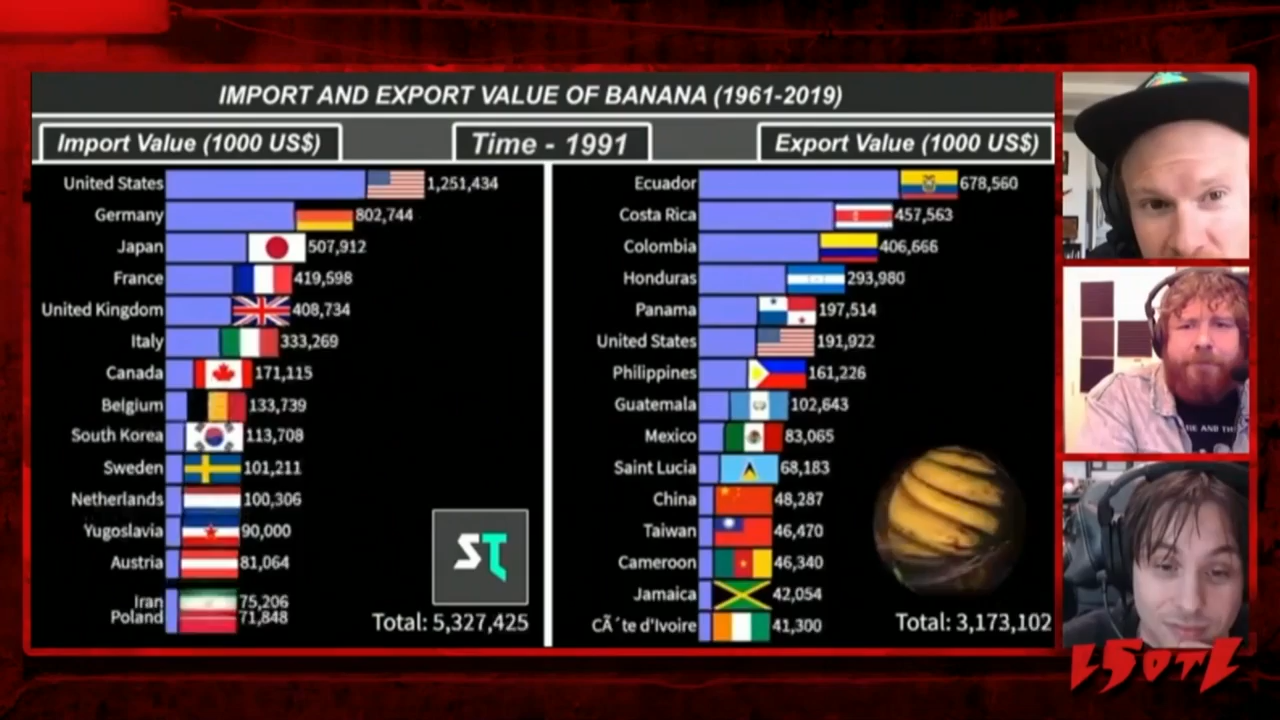 IMPORT AND EXPORT VALUE OF BANANA (1961-2019)
Import Value (1000 US$)
Time - 1991
Export Value (1000 US$)
United States 1,251,434
Germany 802,744
Japan 507,912
France 419,598
United Kingdom 408,734
Italy 333,269
Canada 171,115
Belgium 133,739
South Korea 113,708
Sweden 101,211
Netherlands 100,306
Yugoslavia 90,000
Austria 81,064
Iran 75,206
Poland 71,848
ST
Total: 5,327,425
Ecuador 678,560
Costa Rica 457,563
Colombia 406,666
Honduras 293,980
Panama 197,514
United States 191,922
Philippines 161,226
Guatemala 102,643
Mexico 83,065
Saint Lucia 68,183
China 48,287
Taiwan 46,470
Cameroon 46,340
Jamaica 42,054
CÃ´te d'Ivoire 41,300
Total: 3,173,102
AND TH
L5OTL